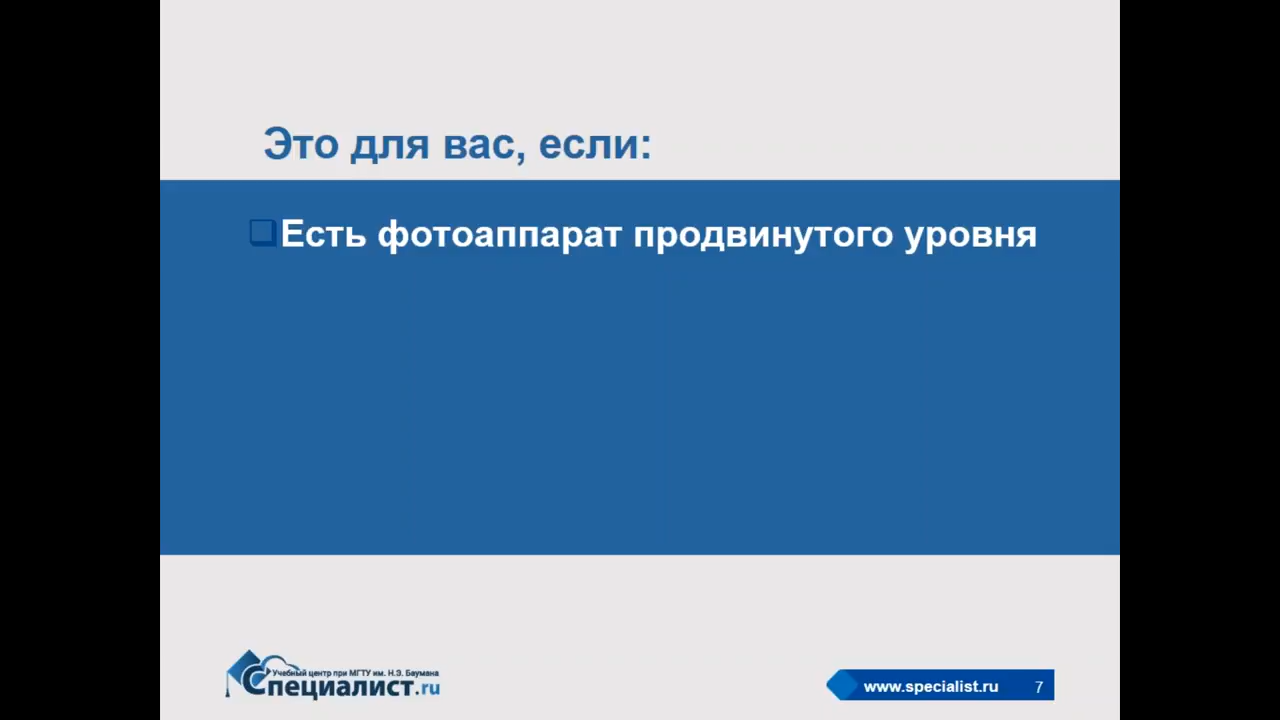 Это для вас, если:
Есть фотоаппарат продвинутого уровня
Учебный центр при МГТУ им. Н.Э. Баумана
Специалист.ru
www.specialist.ru 7